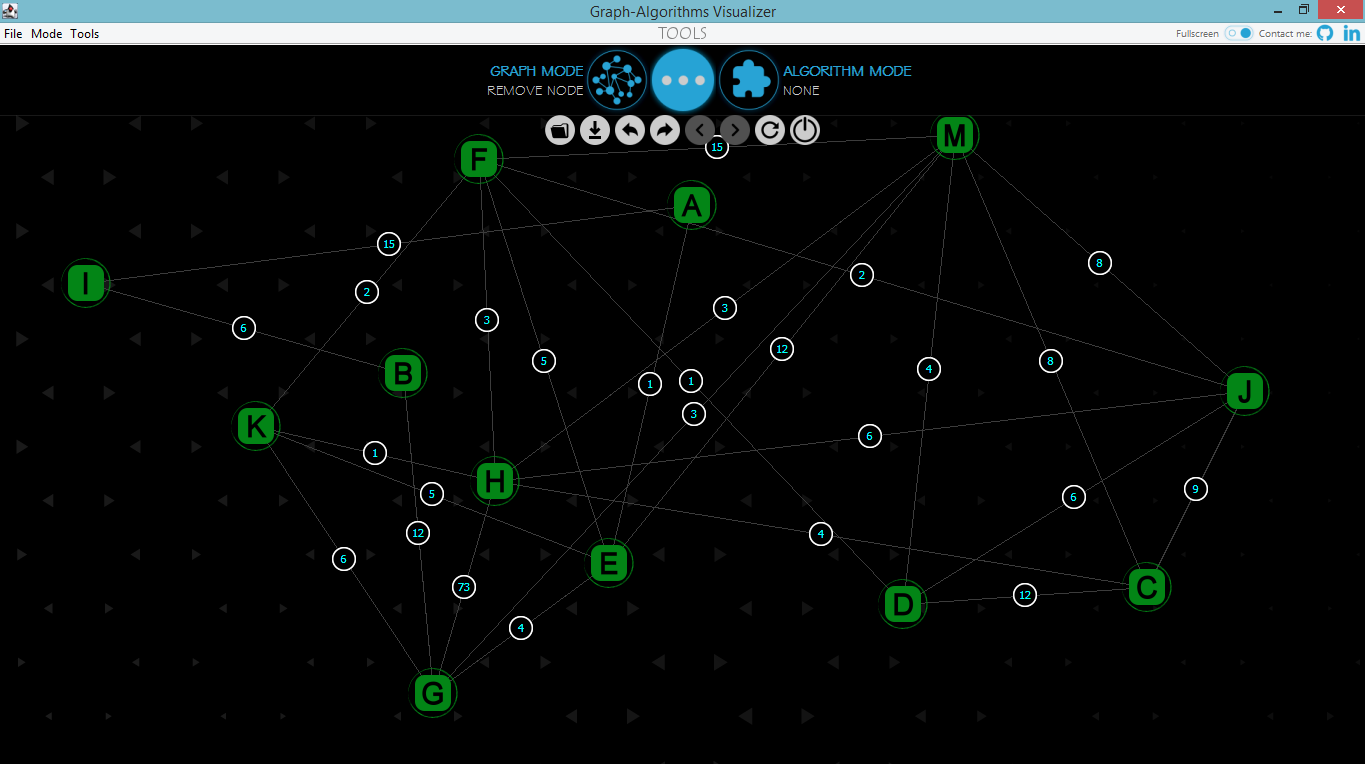 Graph-Algorithms Visualizer
File Mode Tools
TOOLS
Fullscreen Contact me:
GRAPH MODE
REMOVE NODE
ALGORITHM MODE
NONE
M
15
F
A
15
8
2
I
2
3
3
6
12
5
8
4
B
1
1
J
3
K
6
1
H
9
5
6
12
4
6
E
73
C
12
D
4
G